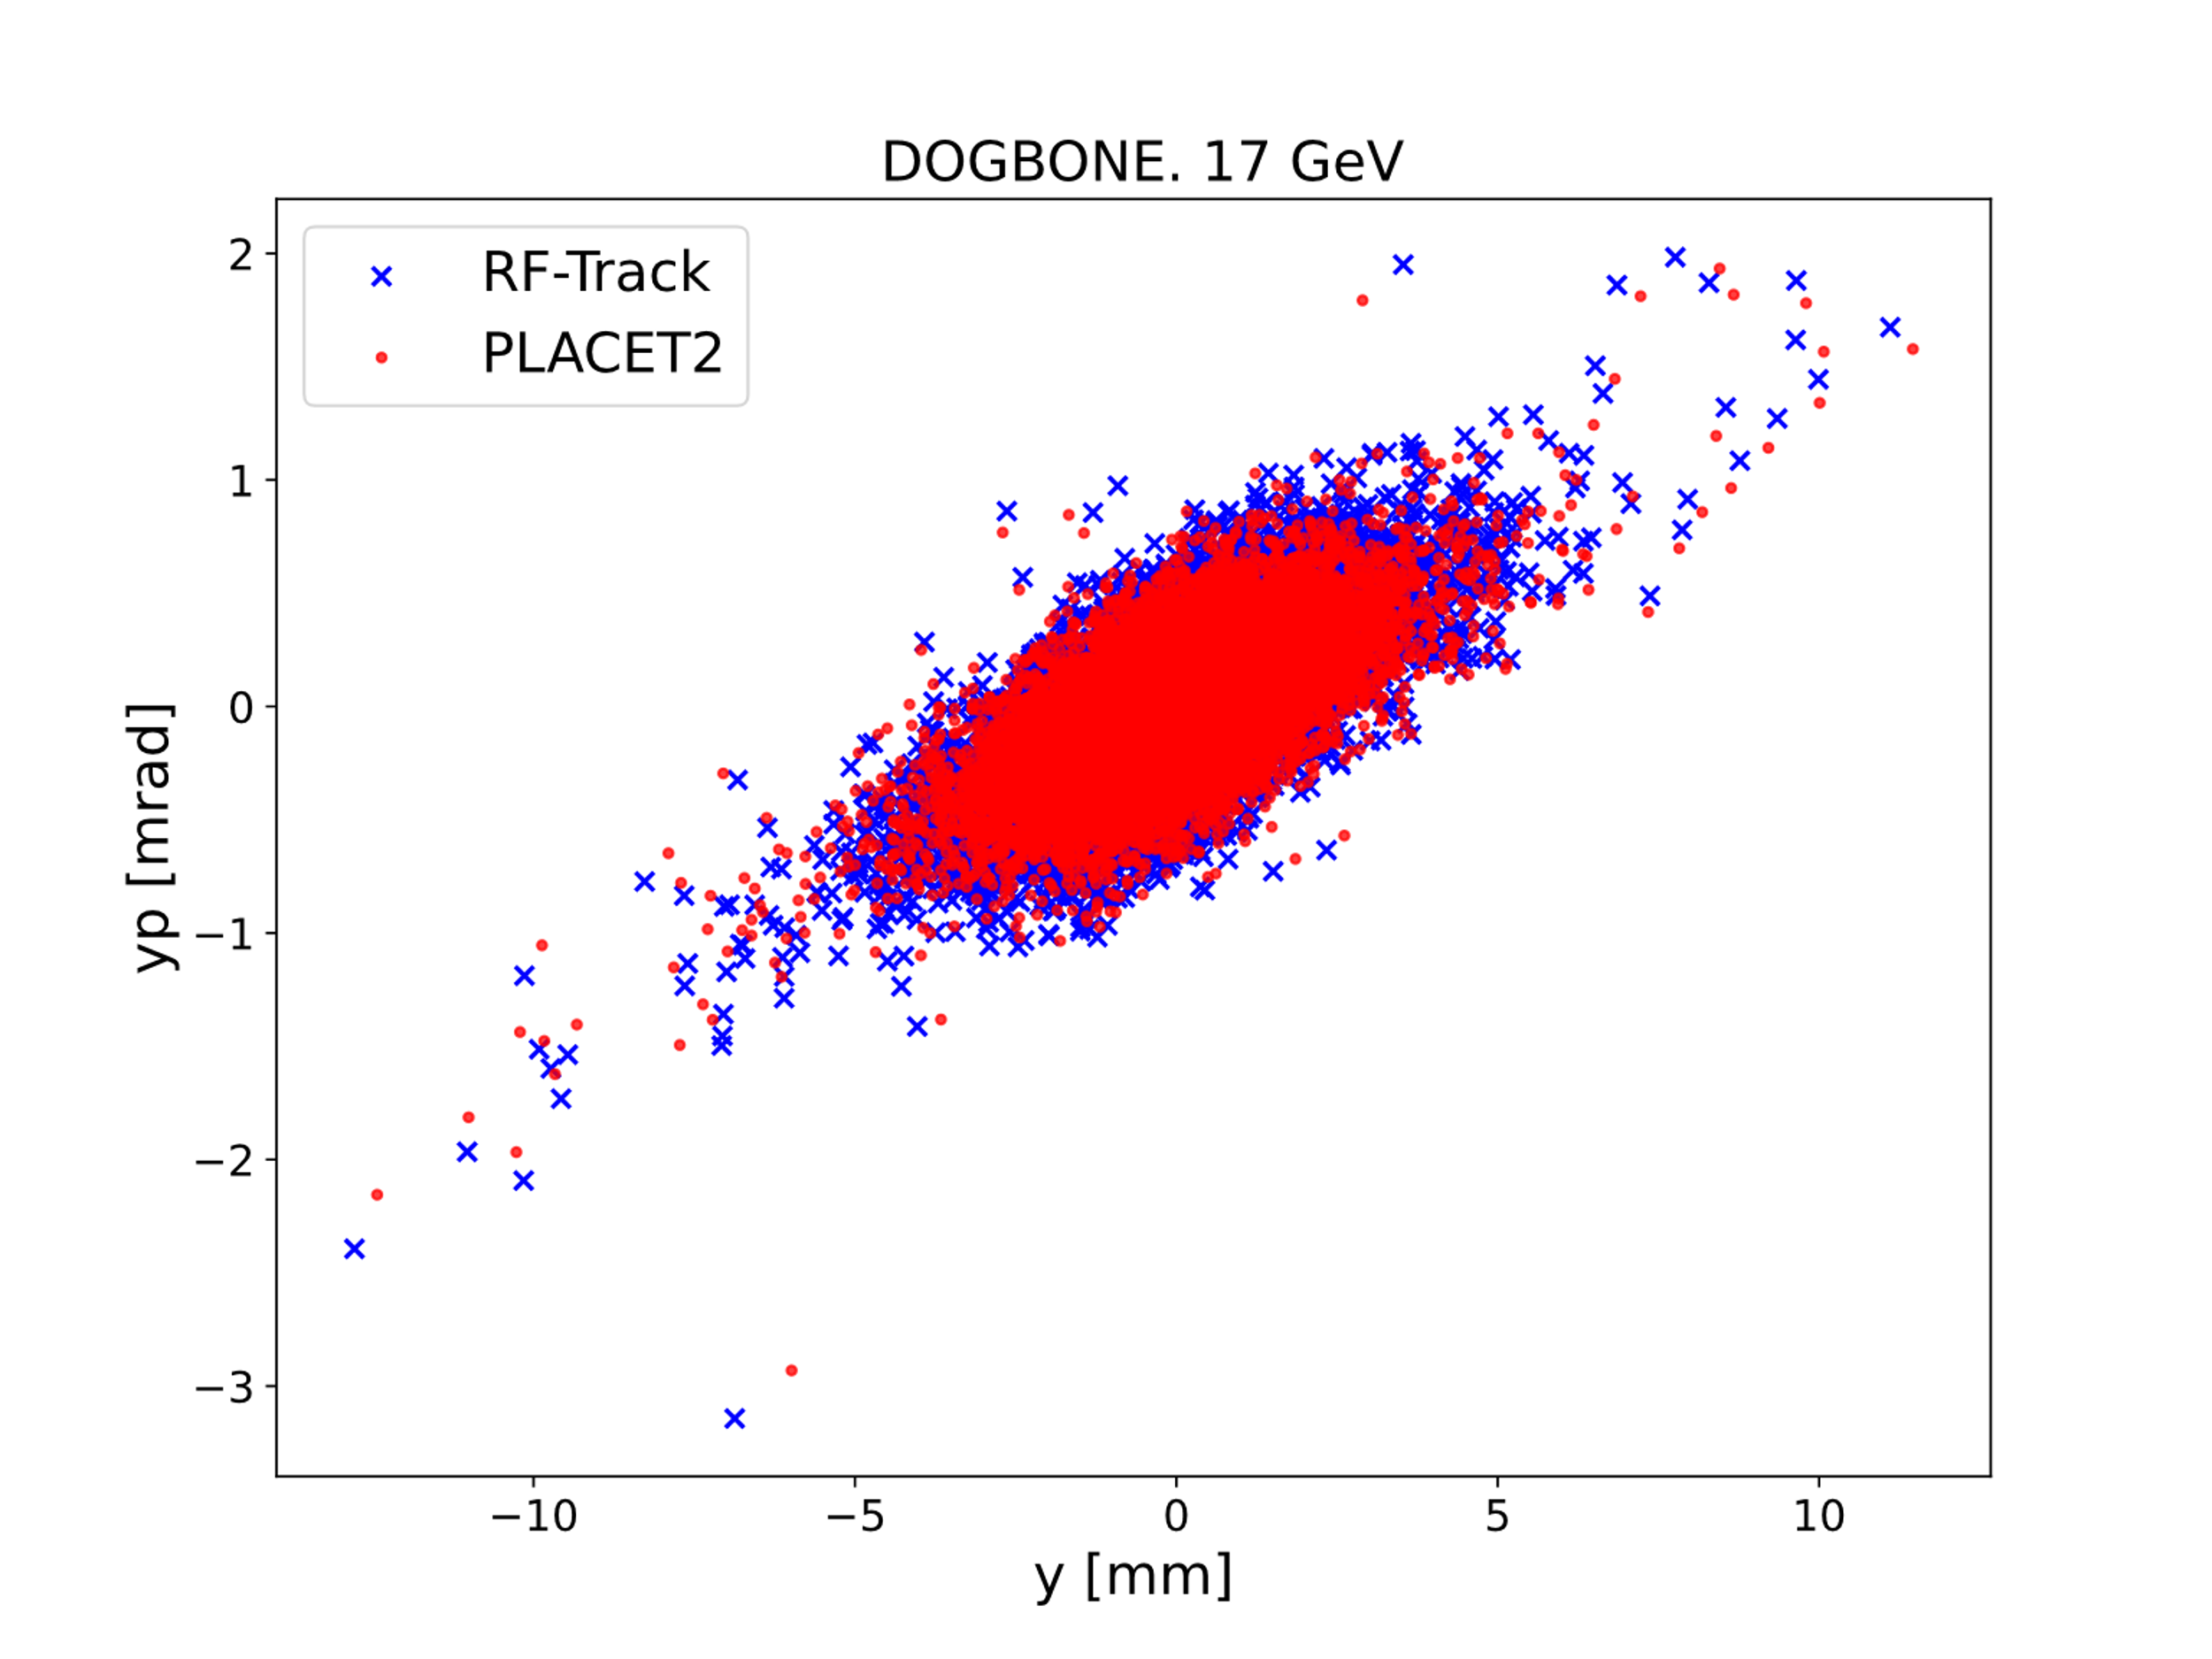 DOGBONE. 17 GeV
RF-Track
PLACET2
2
1
0
−1
−2
−3
yp [mrad]
−10 −5 0 5 10
y [mm]